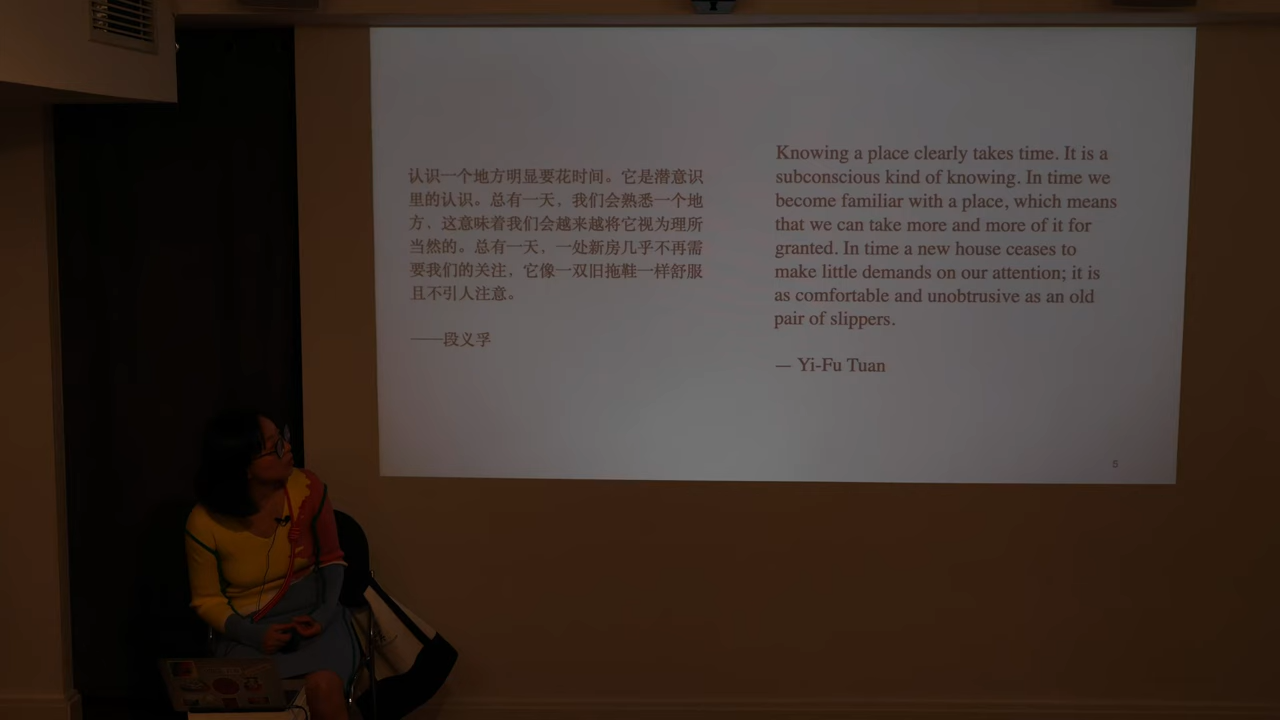 认识一个地方明显要花时间。它是潜意识
里的认识。总有一天，我们会熟悉一个地
方，这意味着我们会越来越将它视为理所
当然的。总有一天，一处新房几乎不再需
要我们的关注，它像一双旧拖鞋一样舒服
且不引人注意。
——段义孚
Knowing a place clearly takes time. It is a
subconscious kind of knowing. In time we
become familiar with a place, which means
that we can take more and more of it for
granted. In time a new house ceases to
make little demands on our attention; it is
as comfortable and unobtrusive as an old
pair of slippers.
— Yi-Fu Tuan
5